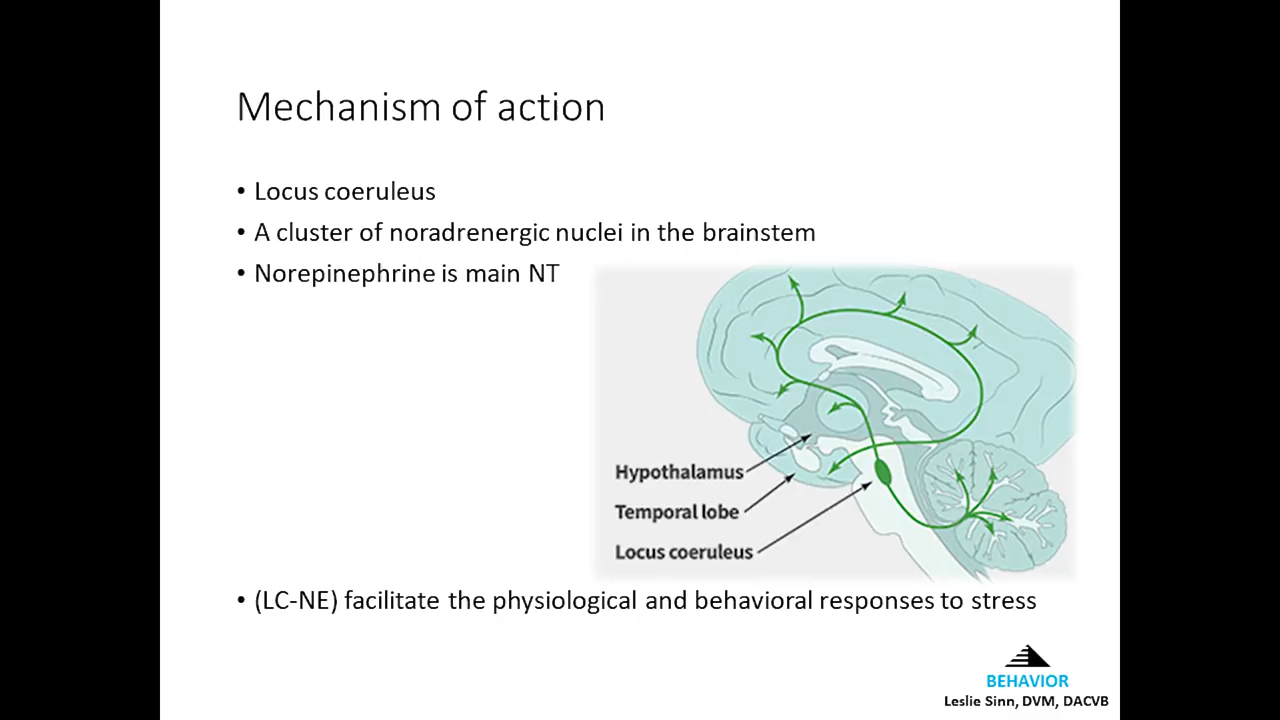 Mechanism of action
• Locus coeruleus
• A cluster of noradrenergic nuclei in the brainstem
• Norepinephrine is main NT
Hypothalamus
Temporal lobe
Locus coeruleus
• (LC-NE) facilitate the physiological and behavioral responses to stress
BEHAVIOR
Leslie Sinn, DVM, DACVB